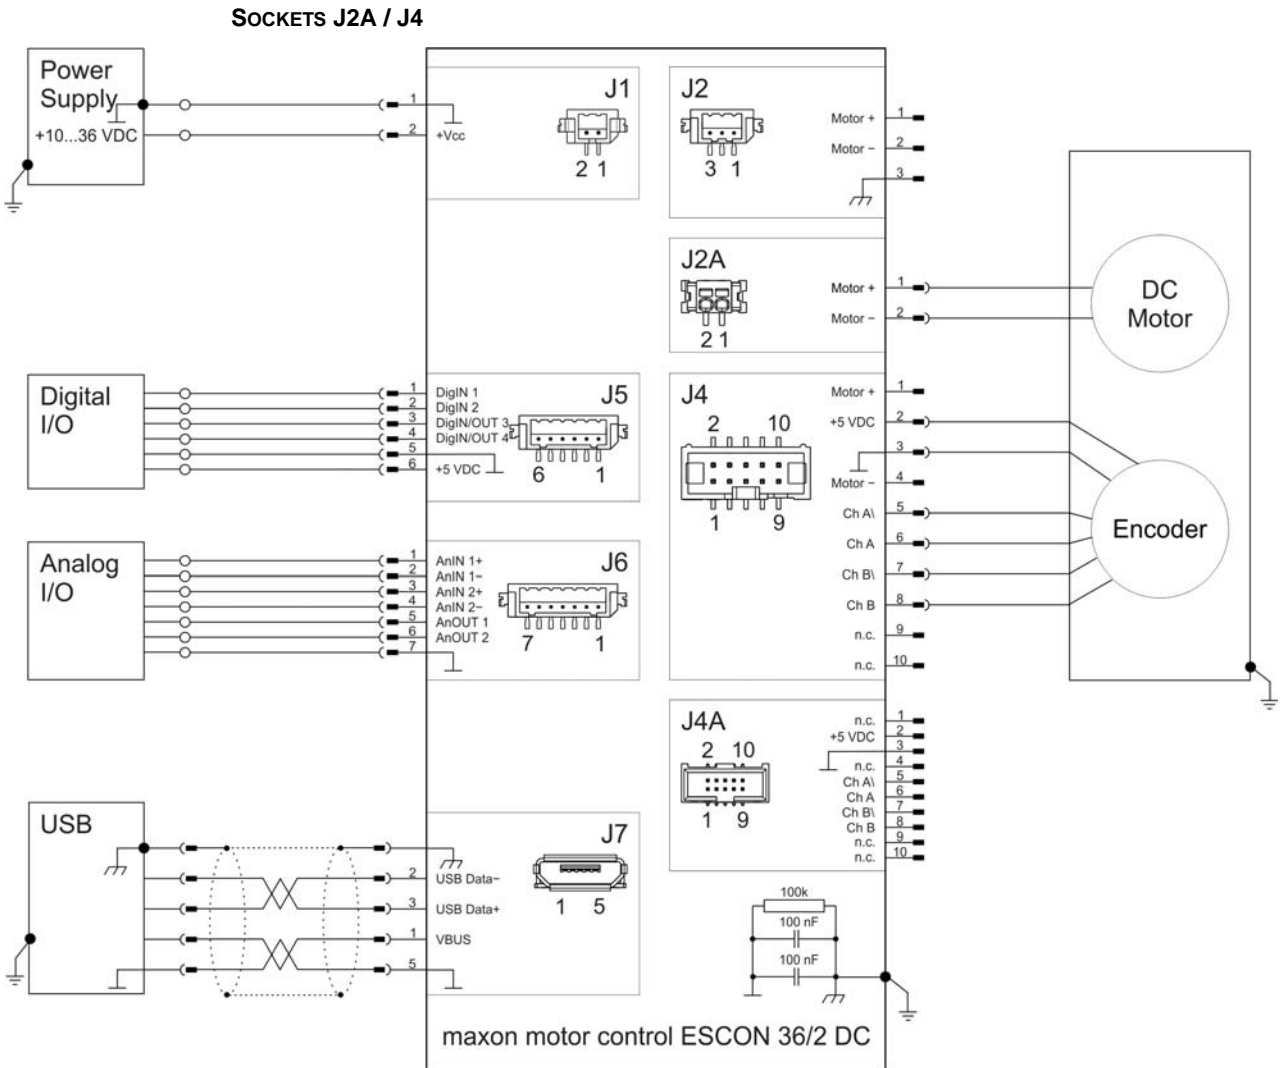 SOCKETS J2A / J4
Power
Supply
+10...36 VDC
1
2
+Vcc
J1
2 1
J2
3 1
Motor +
1
Motor −
2
3
J2A
2 1
Motor +
1
Motor −
2
DC
Motor
Digital
I/O
1
DigIN 1
2
DigIN 2
3
DigIN/OUT 3
4
DigIN/OUT 4
5
6
+5 VDC
J5
6 1
J4
2 10
1 9
Motor +
1
+5 VDC
2
3
Motor −
4
Ch A\
5
Ch A
6
Ch B\
7
Ch B
8
n.c.
9
n.c.
10
Encoder
Analog
I/O
1
AnIN 1+
2
AnIN 1−
3
AnIN 2+
4
AnIN 2−
5
AnOUT 1
6
AnOUT 2
7
J6
7 1
J4A
2 10
1 9
n.c.
1
+5 VDC
2
3
n.c.
4
Ch A\
5
Ch A
6
Ch B\
7
Ch B
8
n.c.
9
n.c.
10
USB
2
USB Data−
3
USB Data+
1
VBUS
5
J7
1 5
100k
100 nF
100 nF
maxon motor control ESCON 36/2 DC